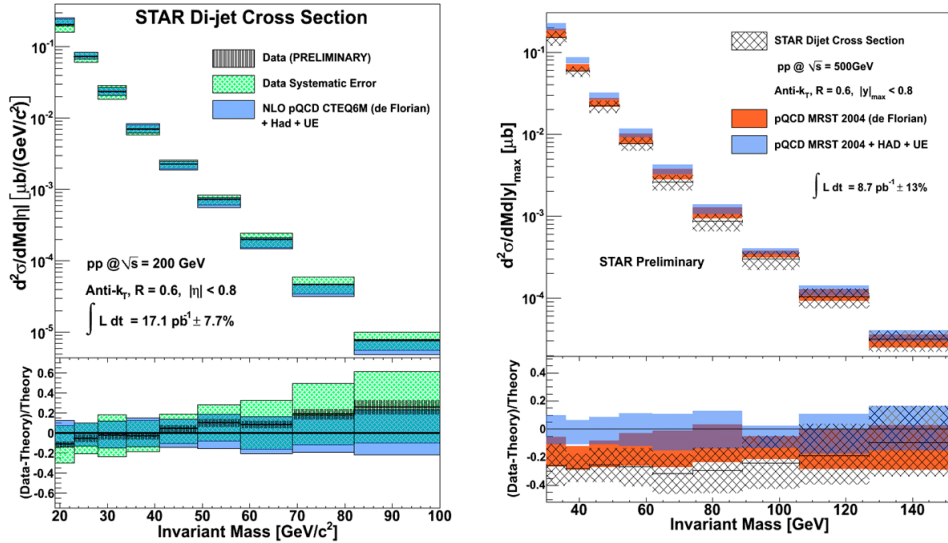 STAR Di-jet Cross Section
Data (PRELIMINARY)
Data Systematic Error
NLO pQCD CTEQ6M (de Florian)
+ Had + UE
d²σ/dMd|η| [μb/(GeV/c²)]
10⁻¹
10⁻²
10⁻³
10⁻⁴
10⁻⁵
pp @ √s = 200 GeV
Anti-k_T, R = 0.6, |η| < 0.8
∫ L dt = 17.1 pb⁻¹ ± 7.7%
(Data-Theory)/Theory
0.6
0.4
0.2
0
-0.2
-0.4
-0.6
20 30 40 50 60 70 80 90 100
Invariant Mass [GeV/c²]
STAR Dijet Cross Section
pp @ √s = 500GeV
Anti-k_T, R = 0.6, |y|_max < 0.8
pQCD MRST 2004 (de Florian)
pQCD MRST 2004 + HAD + UE
∫ L dt = 8.7 pb⁻¹ ± 13%
d²σ/dMd|y|_max [μb]
10⁻¹
10⁻²
10⁻³
10⁻⁴
STAR Preliminary
(Data-Theory)/Theory
0.4
0.2
0
-0.2
-0.4
40 60 80 100 120 140
Invariant Mass [GeV]